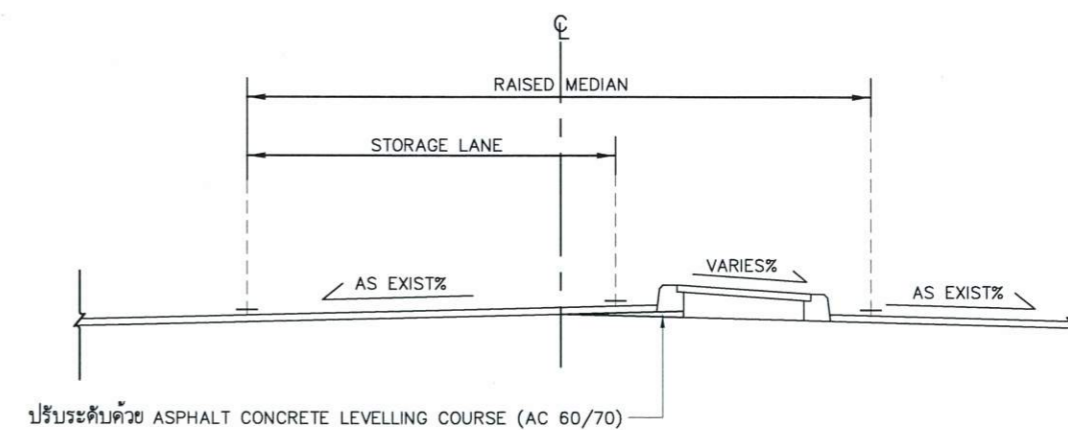 ℄
RAISED MEDIAN
STORAGE LANE
VARIES%
AS EXIST%
AS EXIST%
ปรับระดับด้วย ASPHALT CONCRETE LEVELLING COURSE (AC 60/70)